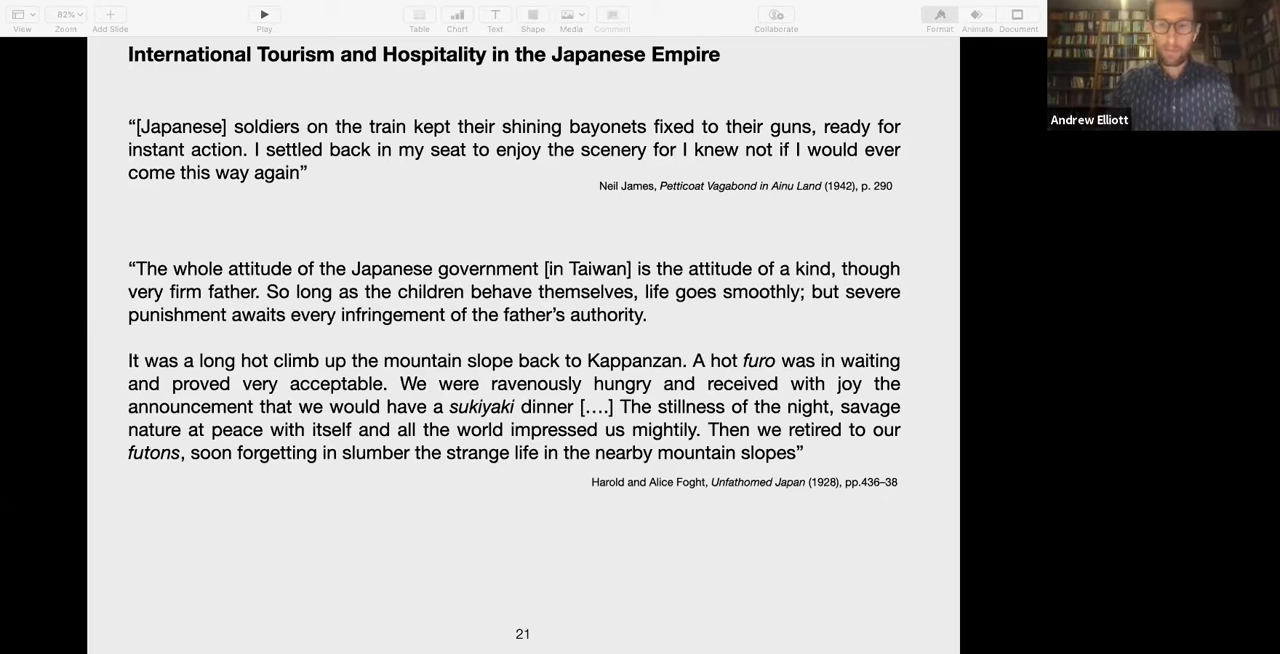 View
82%
Zoom
Add Slide
Play
Table
Chart
Text
Shape
Media
Comment
Collaborate
Format
Animate
Document
Andrew Elliott
International Tourism and Hospitality in the Japanese Empire
“[Japanese] soldiers on the train kept their shining bayonets fixed to their guns, ready for
instant action. I settled back in my seat to enjoy the scenery for I knew not if I would ever
come this way again”
Neil James, Petticoat Vagabond in Ainu Land (1942), p. 290
“The whole attitude of the Japanese government [in Taiwan] is the attitude of a kind, though
very firm father. So long as the children behave themselves, life goes smoothly; but severe
punishment awaits every infringement of the father’s authority.
It was a long hot climb up the mountain slope back to Kappanzan. A hot furo was in waiting
and proved very acceptable. We were ravenously hungry and received with joy the
announcement that we would have a sukiyaki dinner [….] The stillness of the night, savage
nature at peace with itself and all the world impressed us mightily. Then we retired to our
futons, soon forgetting in slumber the strange life in the nearby mountain slopes”
Harold and Alice Foght, Unfathomed Japan (1928), pp.436–38
21